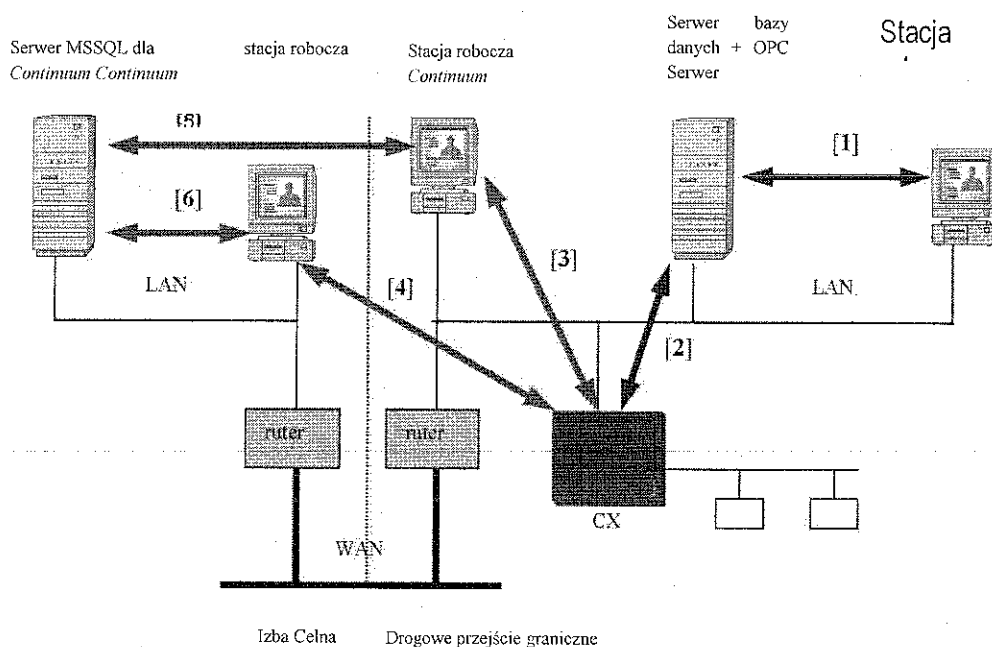 Serwer MSSQL dla
Continuum Continuum
stacja robocza
Stacja robocza
Continuum
Serwer bazy
danych + OPC
Serwer
Stacja
[8]
[1]
[6]
[3]
[4]
[2]
LAN
LAN
ruter
ruter
CX
WAN
Izba Celna
Drogowe przejście graniczne